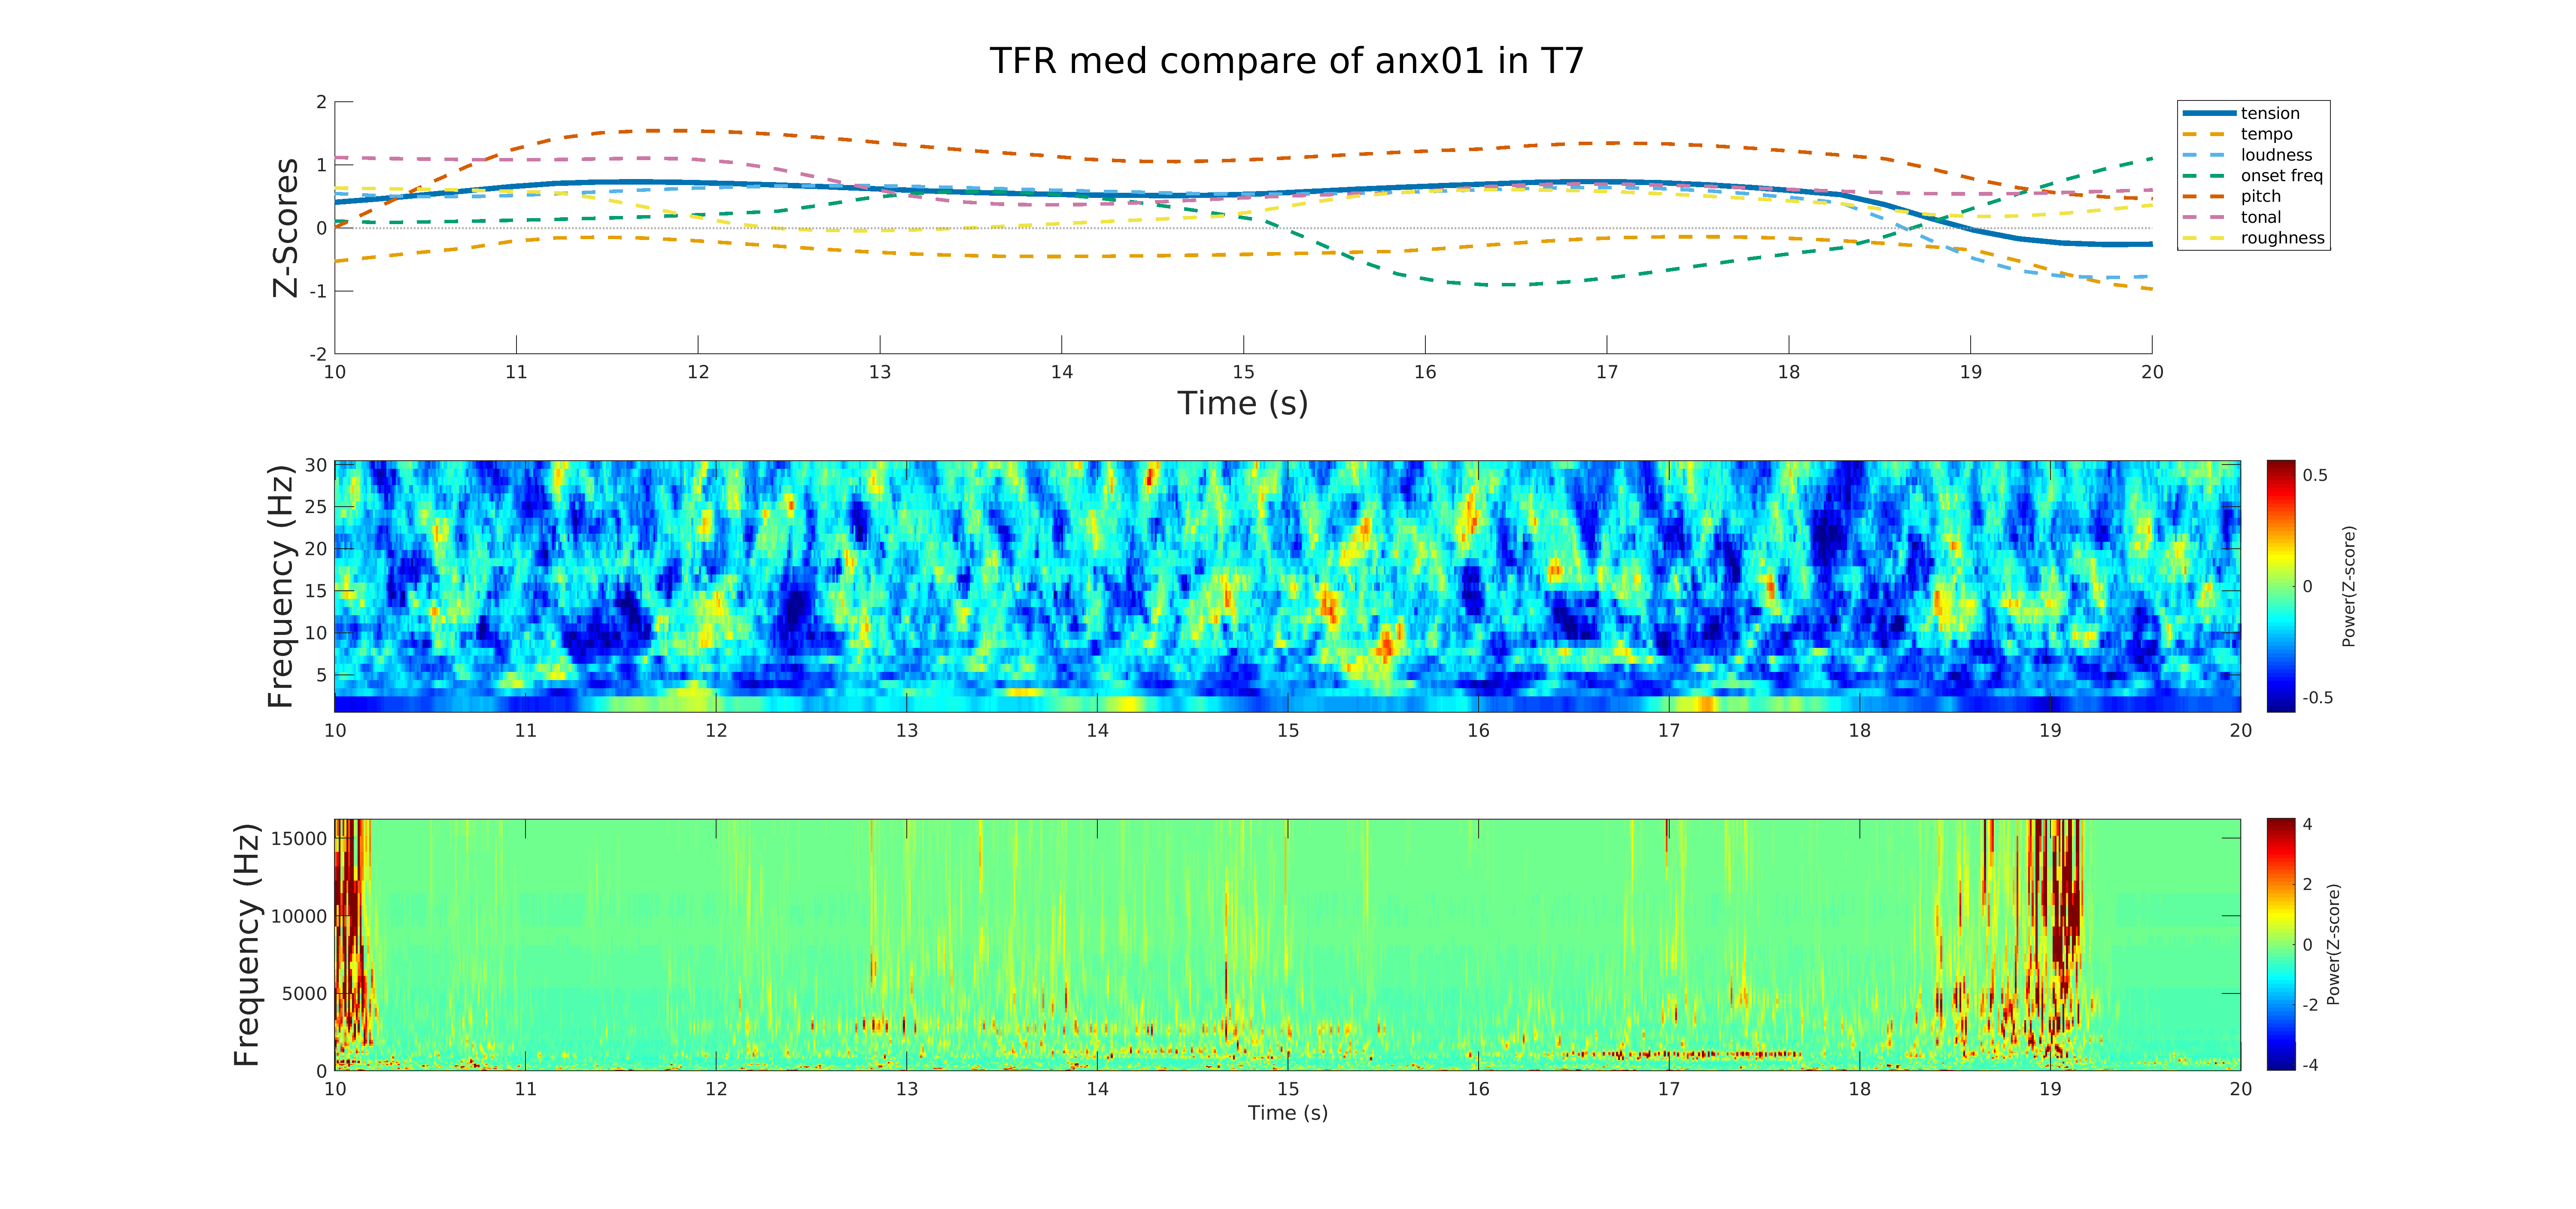 TFR med compare of anx01 in T7
2
1
0
-1
-2
Z-Scores
10 11 12 13 14 15 16 17 18 19 20
Time (s)
tension
tempo
loudness
onset freq
pitch
tonal
roughness
30
25
20
15
10
5
Frequency (Hz)
10 11 12 13 14 15 16 17 18 19 20
0.5
0
-0.5
Power(Z-score)
15000
10000
5000
0
Frequency (Hz)
10 11 12 13 14 15 16 17 18 19 20
Time (s)
4
2
0
-2
-4
Power(Z-score)